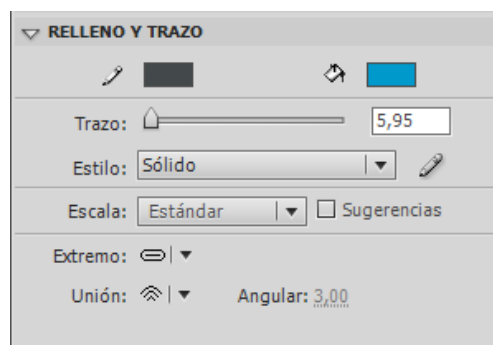 RELLENO Y TRAZO
Trazo: 5,95
Estilo: Sólido
Escala: Estándar Sugerencias
Extremo:
Unión: Angular: 3,00